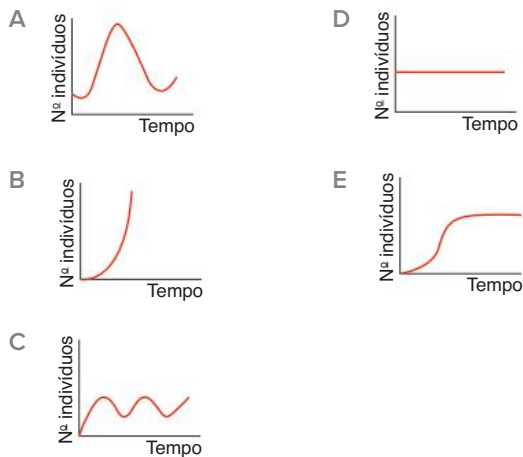 A
Nº indivíduos
Tempo
B
Nº indivíduos
Tempo
C
Nº indivíduos
Tempo
D
Nº indivíduos
Tempo
E
Nº indivíduos
Tempo